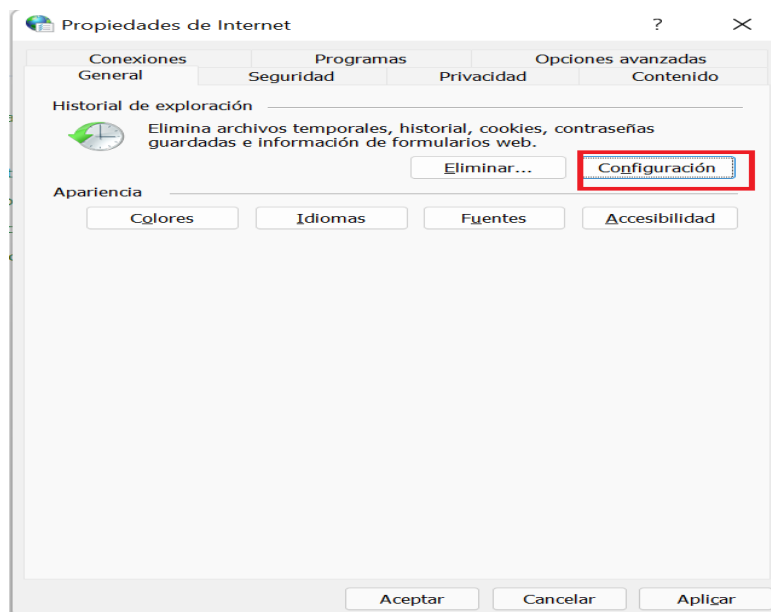 Propiedades de Internet ?
Conexiones Programas Opciones avanzadas
General Seguridad Privacidad Contenido
Historial de exploración
Elimina archivos temporales, historial, cookies, contraseñas
guardadas e información de formularios web.
Eliminar... Configuración
Apariencia
Colores Idiomas Fuentes Accesibilidad
Aceptar Cancelar Aplicar